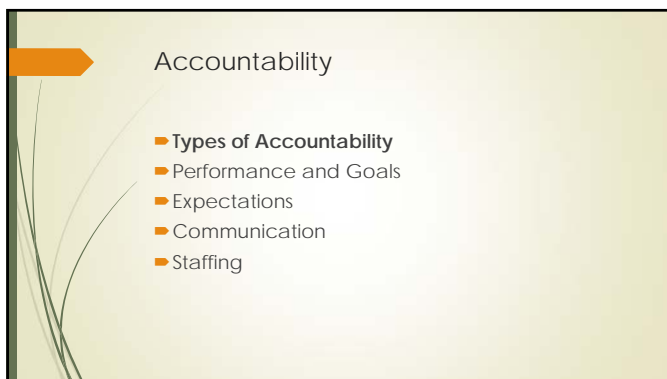 Accountability
Types of Accountability
Performance and Goals
Expectations
Communication
Staffing